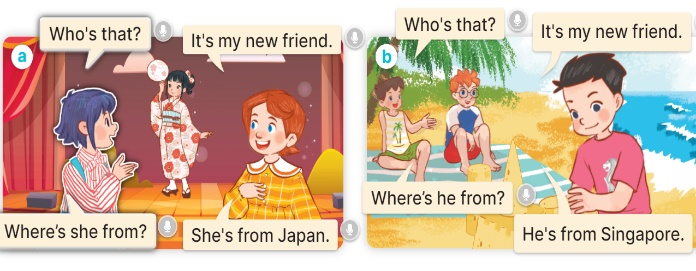 a
Who's that?
It's my new friend.
Where's she from?
She's from Japan.
b
Who's that?
It's my new friend.
Where's he from?
He's from Singapore.